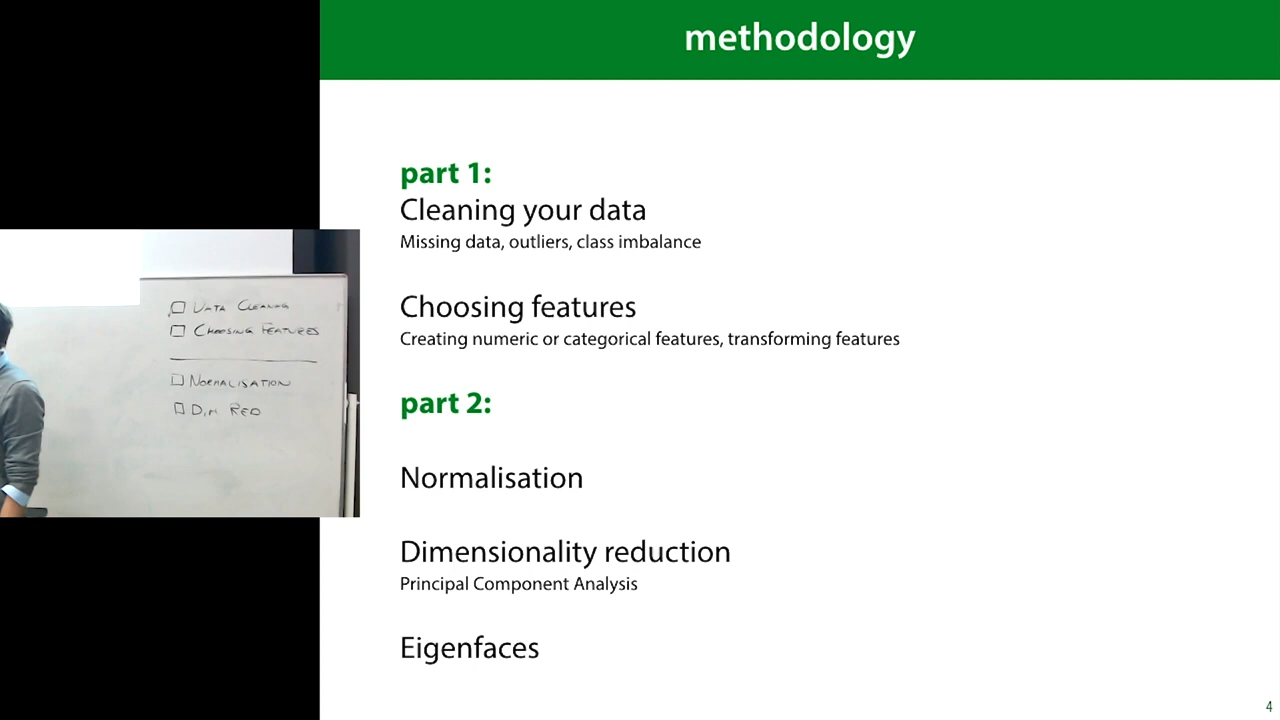 methodology
part 1:
Cleaning your data
Missing data, outliers, class imbalance
Choosing features
Creating numeric or categorical features, transforming features
part 2:
Normalisation
Dimensionality reduction
Principal Component Analysis
Eigenfaces
4
DATA CLEANING
CHOOSING FEATURES
NORMALISATION
DIM RED